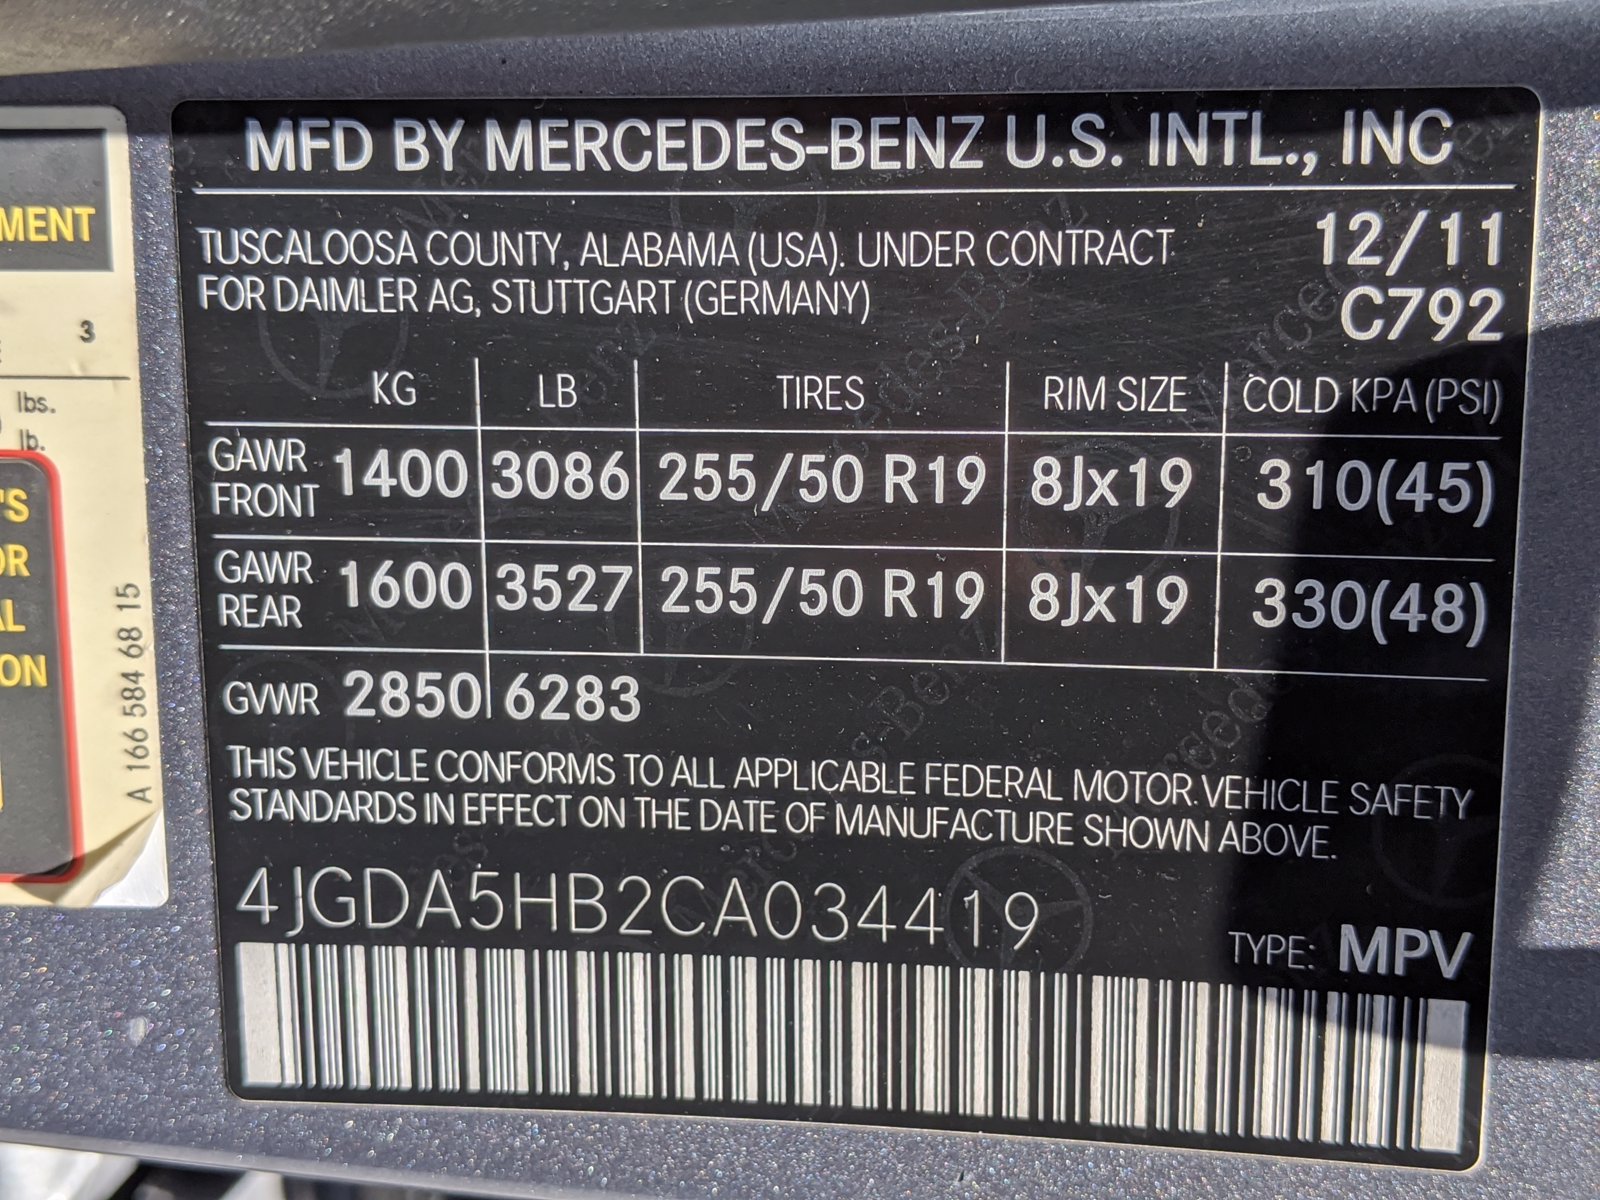 MENT
3
lbs.
lb.
'S
OR
AL
ON
A 166 584 68 15
MFD BY MERCEDES-BENZ U.S. INTL., INC
TUSCALOOSA COUNTY, ALABAMA (USA). UNDER CONTRACT 12/11
FOR DAIMLER AG, STUTTGART (GERMANY) C792
KG LB TIRES RIM SIZE COLD KPA (PSI)
GAWR FRONT 1400 3086 255/50 R19 8Jx19 310(45)
GAWR REAR 1600 3527 255/50 R19 8Jx19 330(48)
GVWR 2850 6283
THIS VEHICLE CONFORMS TO ALL APPLICABLE FEDERAL MOTOR VEHICLE SAFETY
STANDARDS IN EFFECT ON THE DATE OF MANUFACTURE SHOWN ABOVE.
4JGDA5HB2CA034419
TYPE: MPV